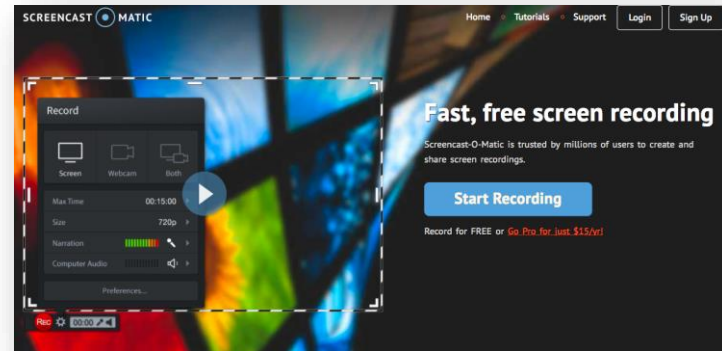 SCREENCAST O MATIC
Home Tutorials Support Login Sign Up
Record
Screen Webcam Both
Max Time 00:15:00
Size 720p
Narration
Computer Audio
Preferences...
Rec 00:00
Fast, free screen recording
Screencast-O-Matic is trusted by millions of users to create and
share screen recordings.
Start Recording
Record for FREE or Go Pro for just $15/yr!